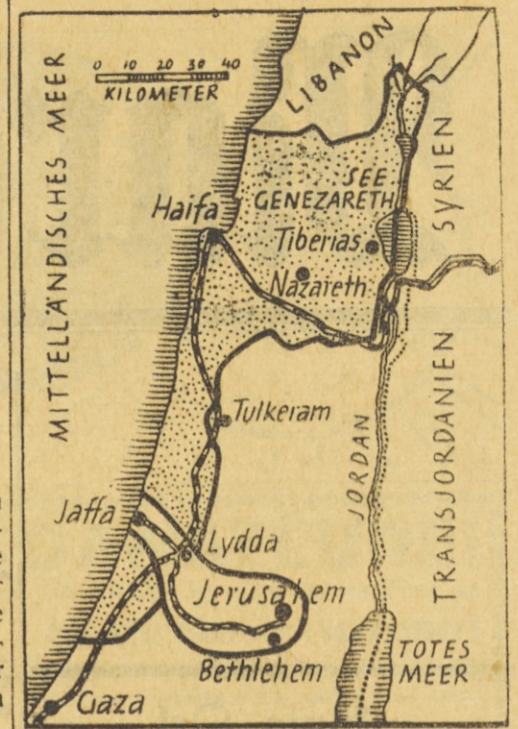 LIBANON
0 10 20 30 40
KILOMETER
MITTELLÄNDISCHES MEER
SYRIEN
SEE
GENEZARETH
Haifa
Tiberias
Nazareth
Tulkeram
JORDAN
TRANSJORDANIEN
Jaffa
Lydda
Jerusalem
Bethlehem
TOTES
MEER
Gaza